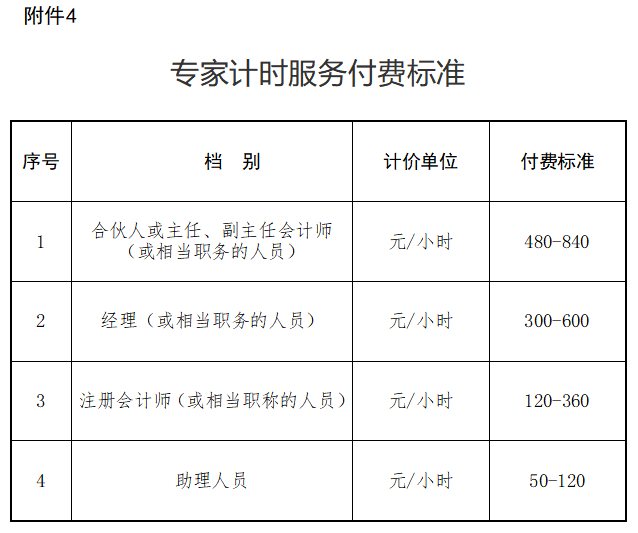 附件4
专家计时服务付费标准
序号 档 别 计价单位 付费标准
1 合伙人或主任、副主任会计师
（或相当职务的人员） 元/小时 480-840
2 经理（或相当职务的人员） 元/小时 300-600
3 注册会计师（或相当职称的人员） 元/小时 120-360
4 助理人员 元/小时 50-120